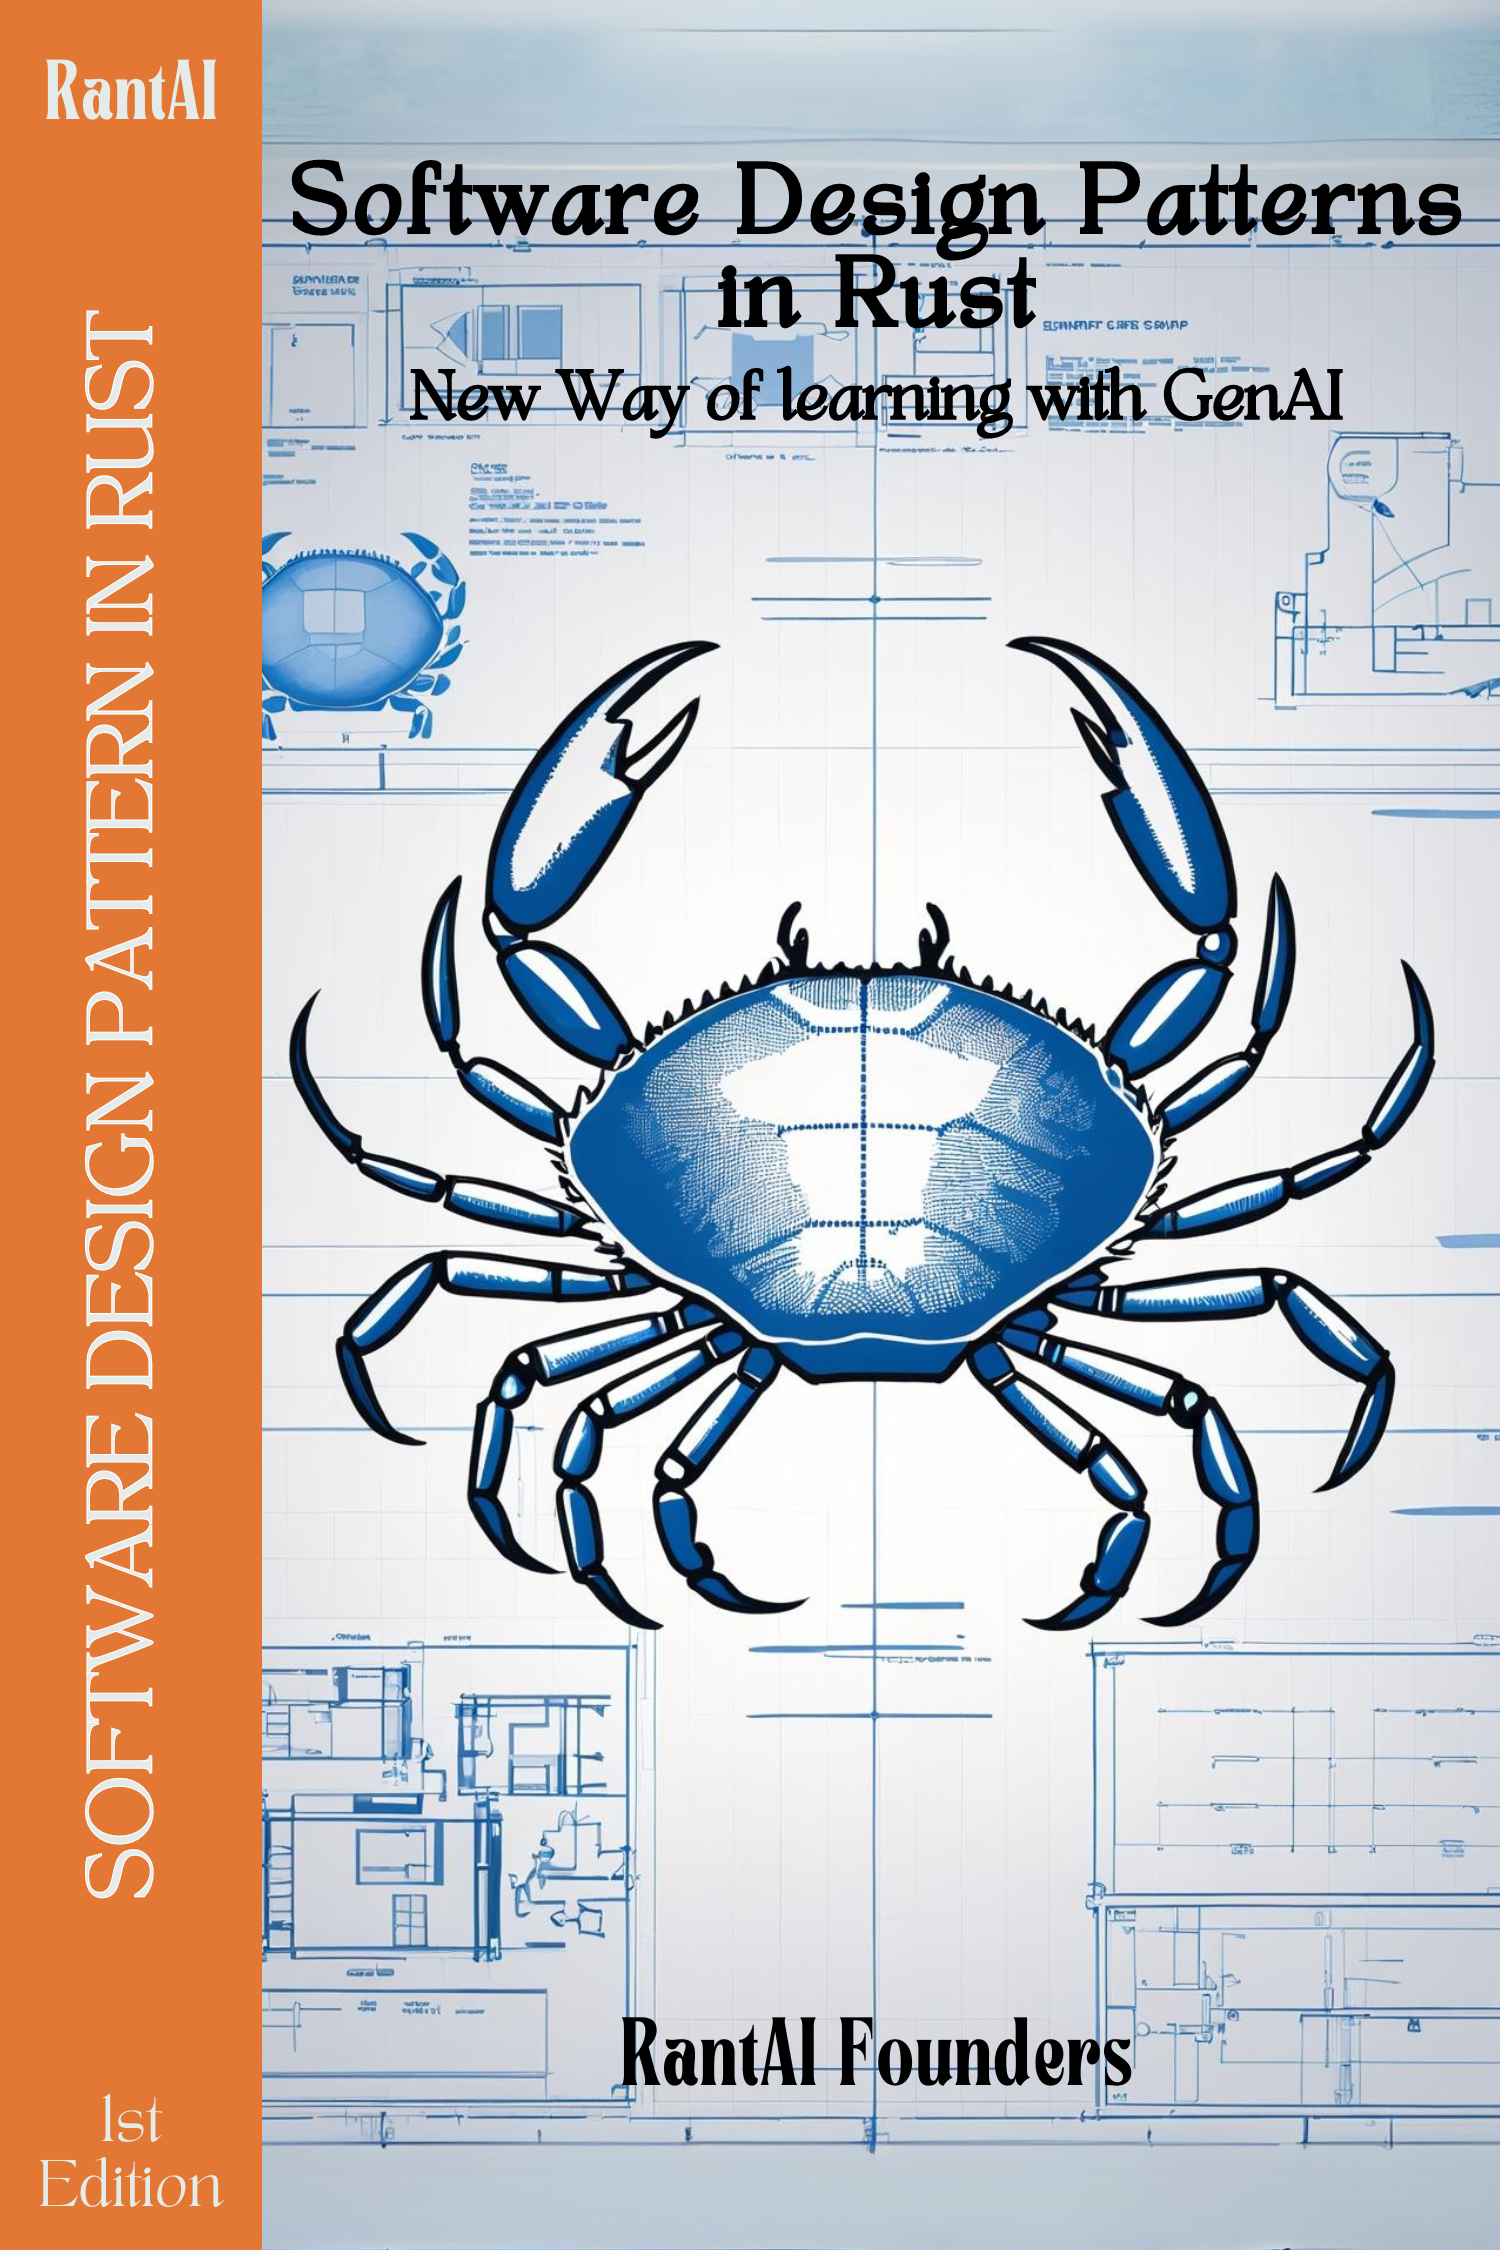 RantAI
SOFTWARE DESIGN PATTERN IN RUST
1st
Edition
Software Design Patterns
in Rust
New Way of learning with GenAI
RantAI Founders